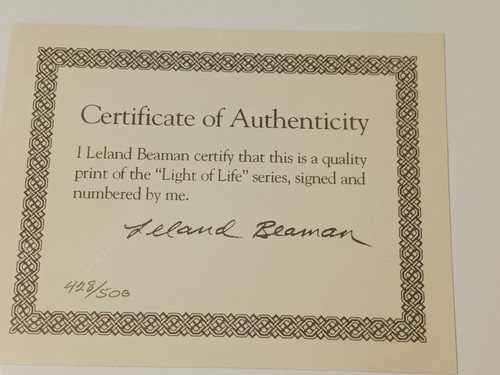 Certificate of Authenticity
I Leland Beaman certify that this is a quality
print of the “Light of Life” series, signed and
numbered by me.
Leland Beaman
428/500